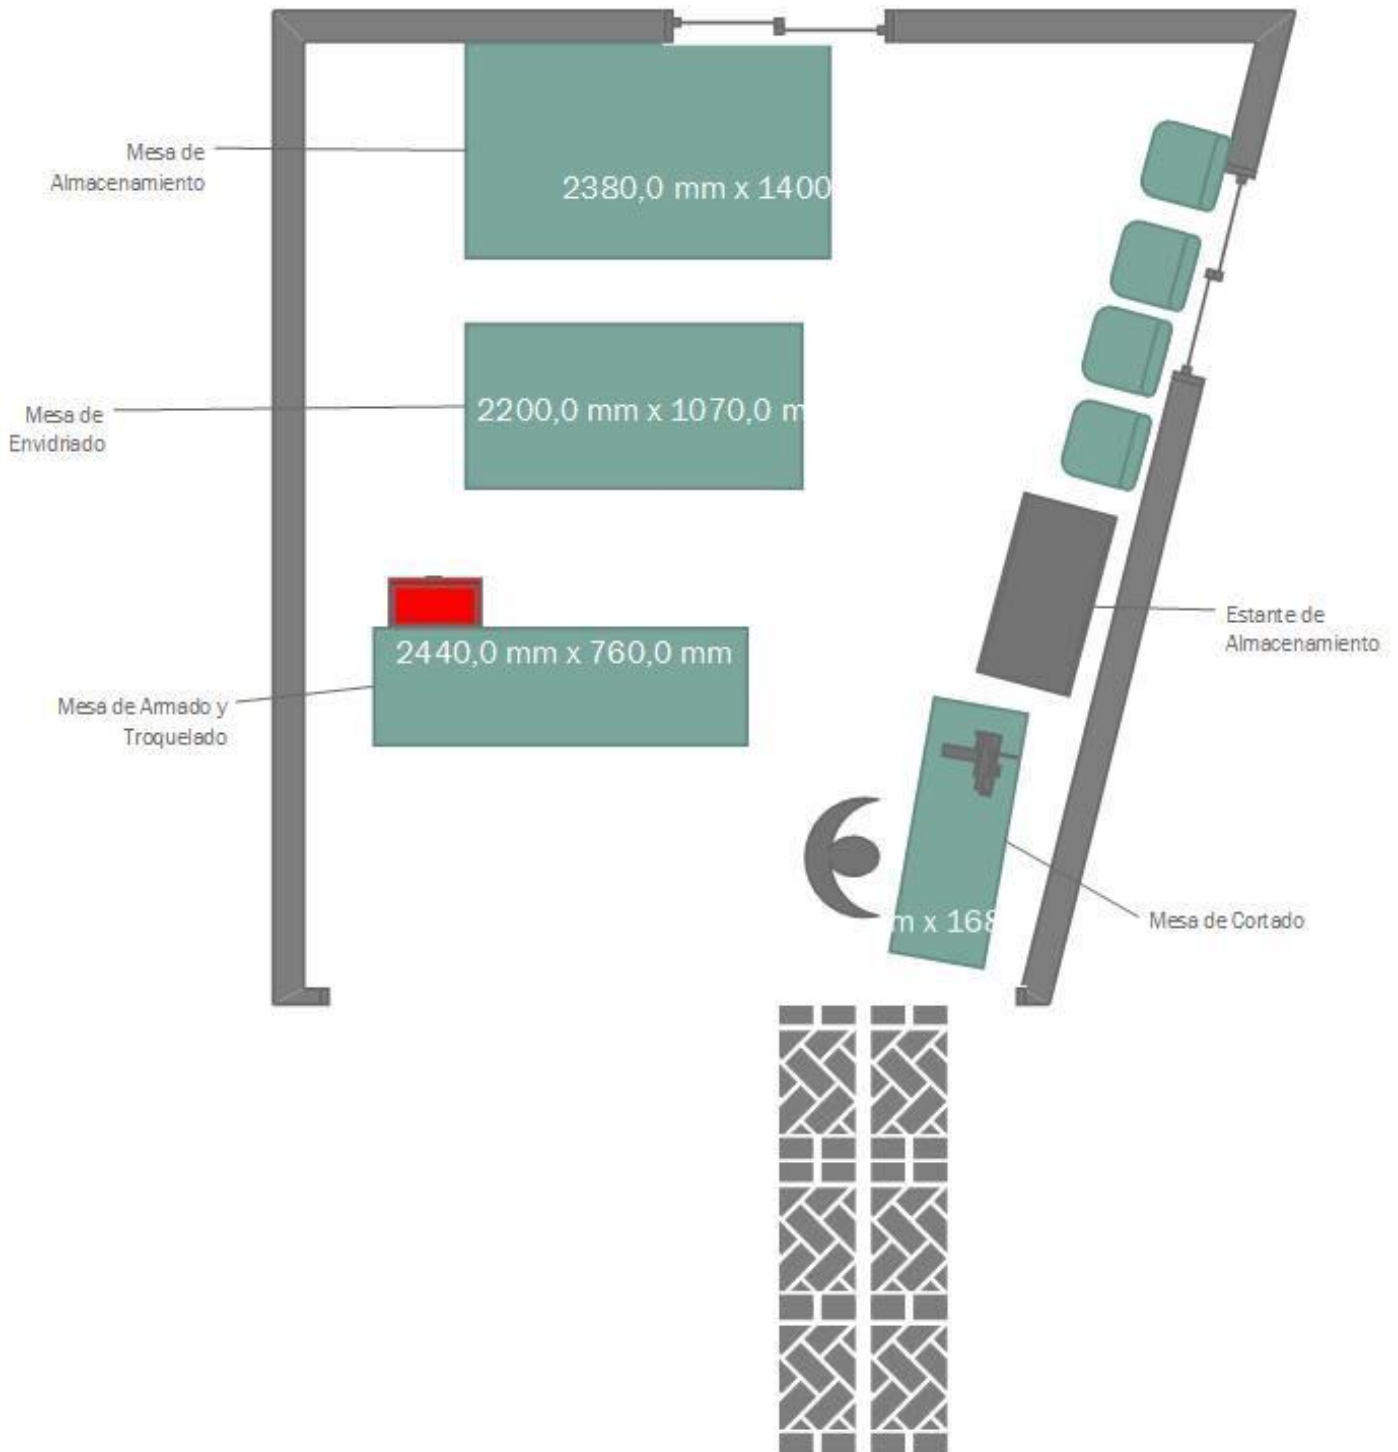 Mesa de
Almacenamiento
2380,0 mm x 1400
Mesa de
Envidriado
2200,0 mm x 1070,0 m
2440,0 mm x 760,0 mm
Mesa de Armado y
Troquelado
Estante de
Almacenamiento
m x 168
Mesa de Cortado